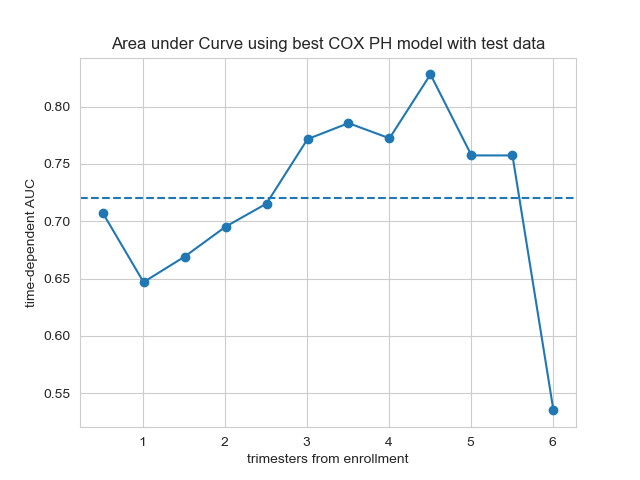 Area under Curve using best COX PH model with test data
time-dependent AUC
0.80
0.75
0.70
0.65
0.60
0.55
1 2 3 4 5 6
trimesters from enrollment